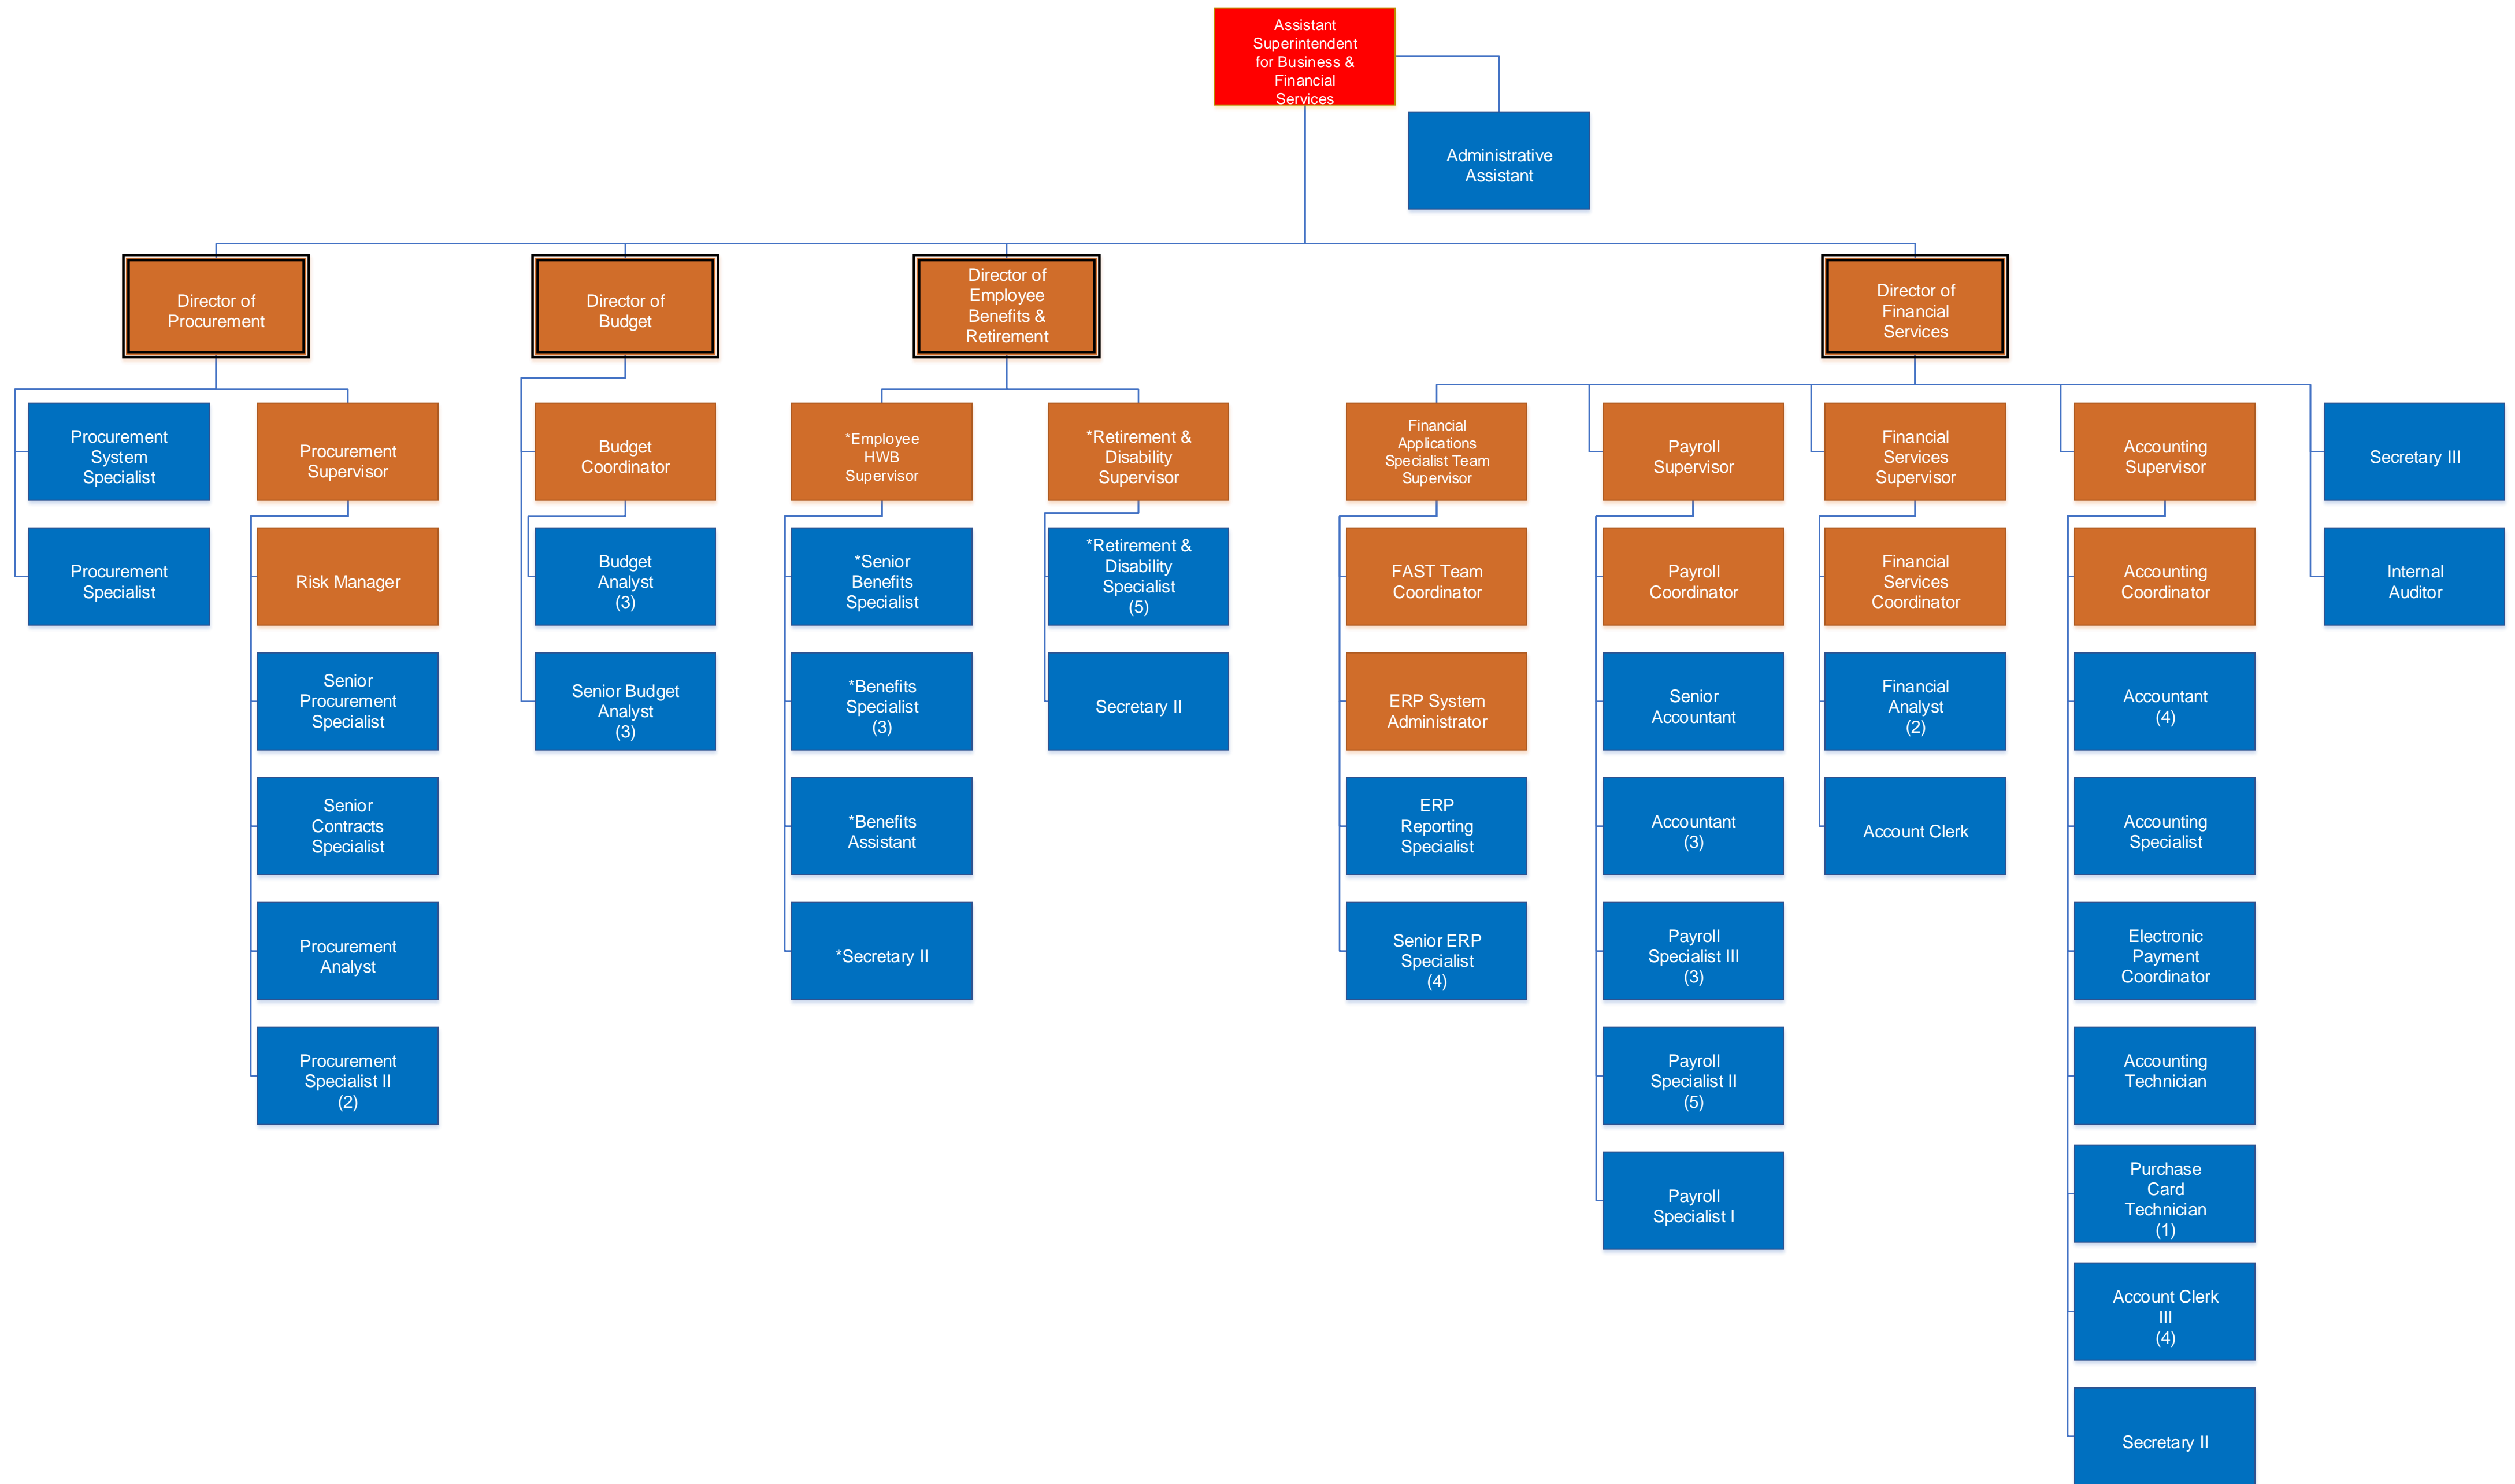 Assistant
Superintendent
for Business &
Financial
Services
Administrative
Assistant
Director of
Procurement
Director of
Budget
Director of
Employee
Benefits &
Retirement
Director of
Financial
Services
Procurement
System
Specialist
Procurement
Specialist
Procurement
Supervisor
Risk Manager
Senior
Procurement
Specialist
Senior
Contracts
Specialist
Procurement
Analyst
Procurement
Specialist II
(2)
Budget
Coordinator
Budget
Analyst
(3)
Senior Budget
Analyst
(3)
*Employee
HWB
Supervisor
*Senior
Benefits
Specialist
*Benefits
Specialist
(3)
*Benefits
Assistant
*Secretary II
*Retirement &
Disability
Supervisor
*Retirement &
Disability
Specialist
(5)
Secretary II
Financial
Applications
Specialist Team
Supervisor
FAST Team
Coordinator
ERP System
Administrator
ERP
Reporting
Specialist
Senior ERP
Specialist
(4)
Payroll
Supervisor
Payroll
Coordinator
Senior
Accountant
Accountant
(3)
Payroll
Specialist III
(3)
Payroll
Specialist II
(5)
Payroll
Specialist I
Financial
Services
Supervisor
Financial
Services
Coordinator
Financial
Analyst
(2)
Account Clerk
Accounting
Supervisor
Accounting
Coordinator
Accountant
(4)
Accounting
Specialist
Electronic
Payment
Coordinator
Accounting
Technician
Purchase
Card
Technician
(1)
Account Clerk
III
(4)
Secretary II
Secretary III
Internal
Auditor